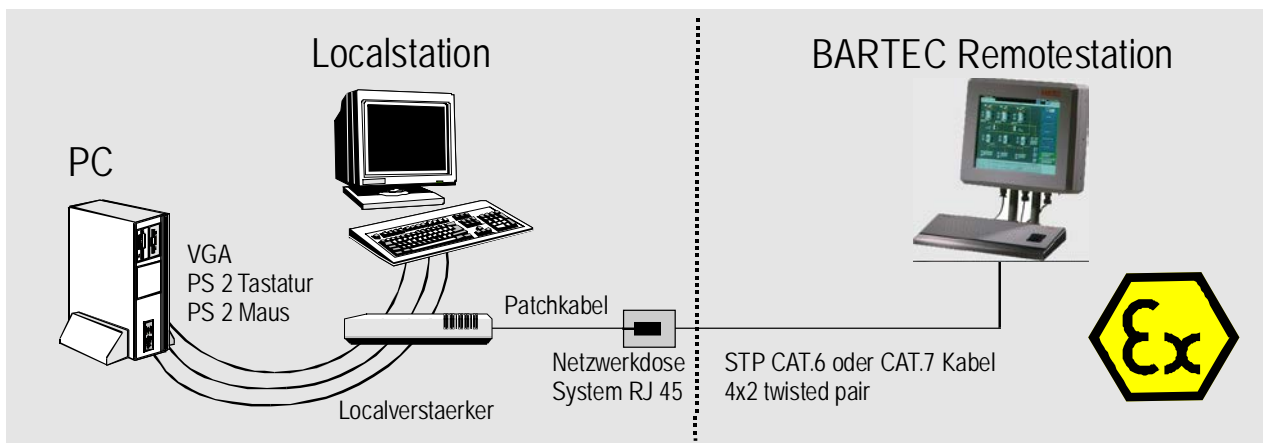 Localstation
BARTEC Remotestation
PC
VGA
PS 2 Tastatur
PS 2 Maus
Patchkabel
Netzwerkdose
System RJ 45
STP CAT.6 oder CAT.7 Kabel
4x2 twisted pair
Localverstaerker
Ex